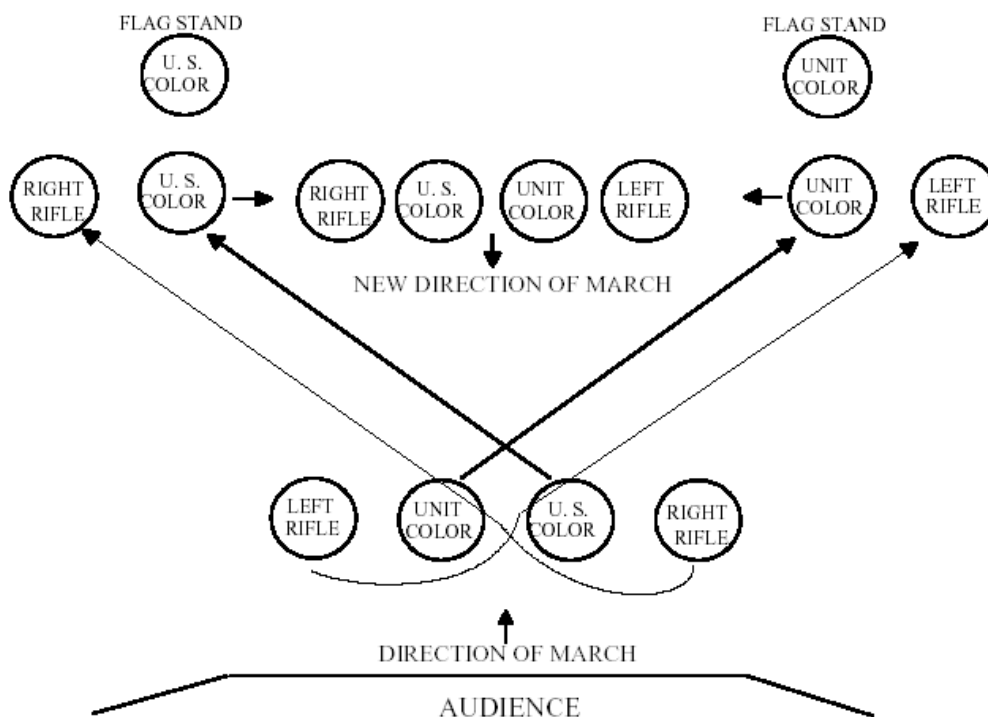 FLAG STAND
U. S.
COLOR
FLAG STAND
UNIT
COLOR
RIGHT
RIFLE
U. S.
COLOR
RIGHT
RIFLE
U. S.
COLOR
UNIT
COLOR
LEFT
RIFLE
UNIT
COLOR
LEFT
RIFLE
NEW DIRECTION OF MARCH
LEFT
RIFLE
UNIT
COLOR
U. S.
COLOR
RIGHT
RIFLE
DIRECTION OF MARCH
AUDIENCE